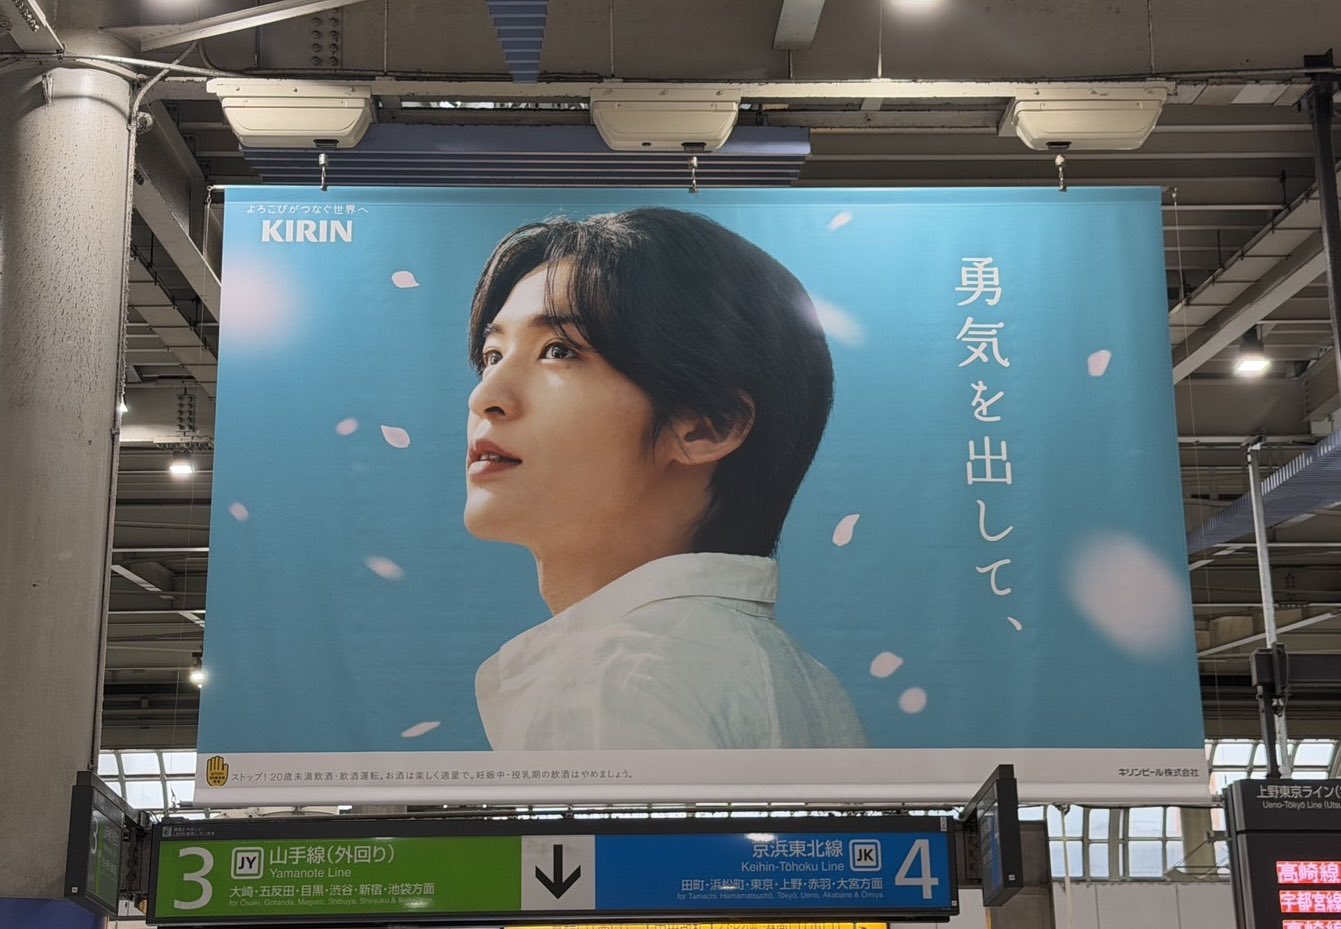 よろこびがつなぐ世界へ
KIRIN
勇気を出して、
ストップ!20歳未満飲酒・飲酒運転。お酒は楽しく適量で。妊娠中・授乳期の飲酒はやめましょう。
キリンビール株式会社
3
JY
山手線(外回り)
Yamanote Line
大崎・五反田・目黒・渋谷・新宿・池袋方面
for Ōsaki, Gotanda, Meguro, Shibuya, Shinjuku &
京浜東北線
JK
Keihin-Tōhoku Line
4
田町・浜松町・東京・上野・赤羽・大宮方面
for Tamachi, Hamamatsuchō, Tōkyō, Ueno, Akabane & Ōmiya
3
上野東京ライン
Ueno-Tōkyō Line
高崎線
宇都宮線